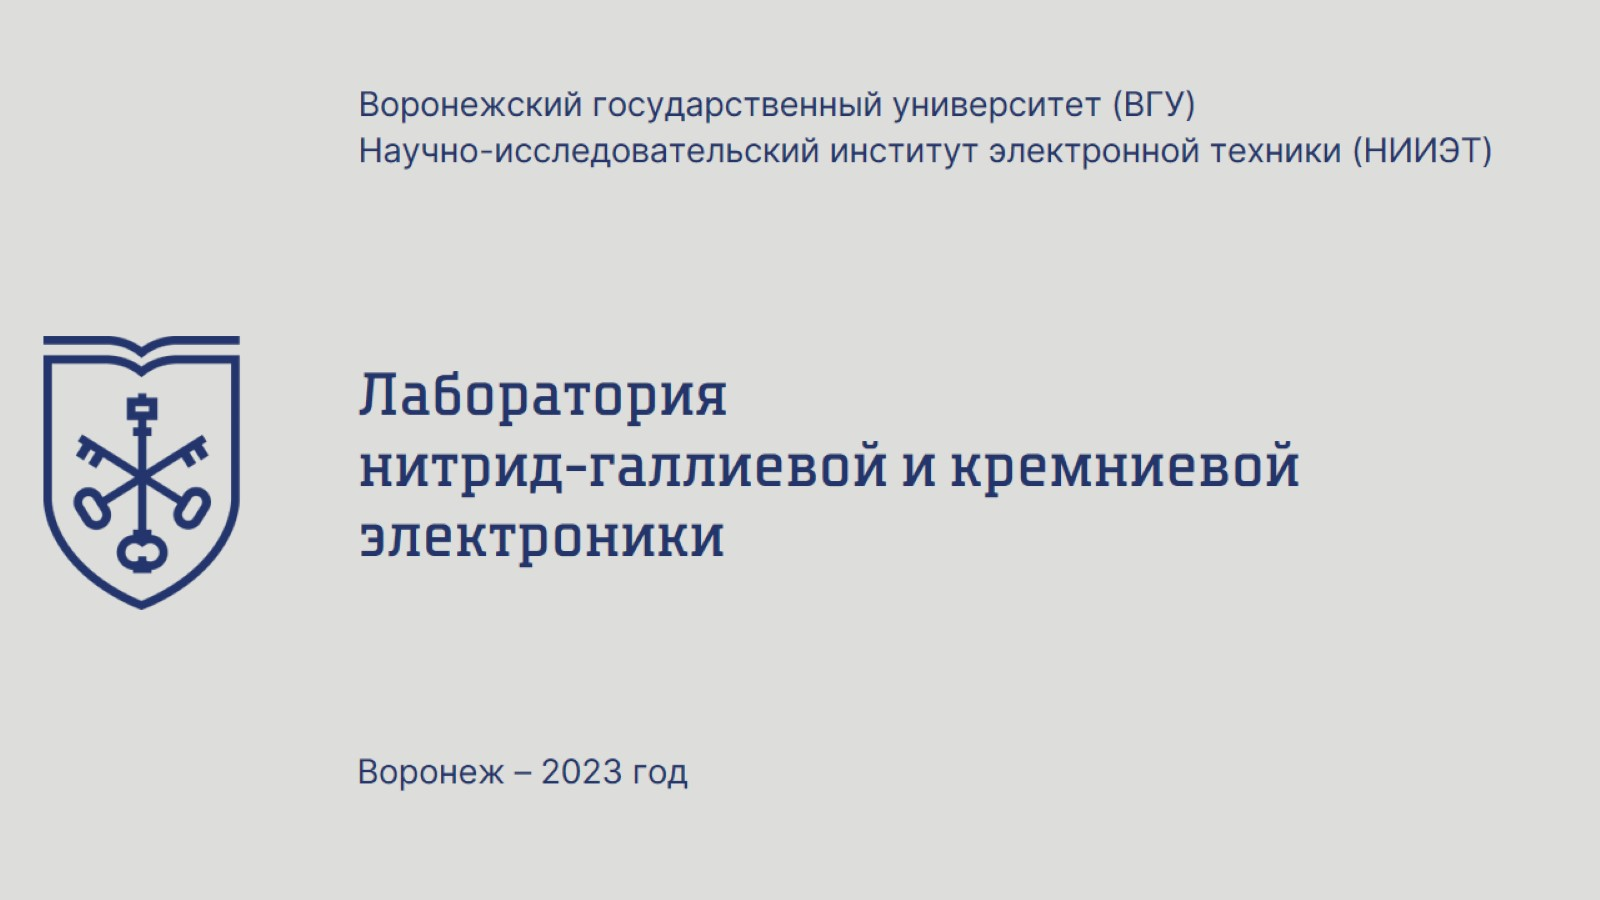 Воронежский государственный университет (ВГУ)
Научно-исследовательский институт электронной техники (НИИЭТ)
Лаборатория
нитрид-галлиевой и кремниевой
электроники
Воронеж – 2023 год